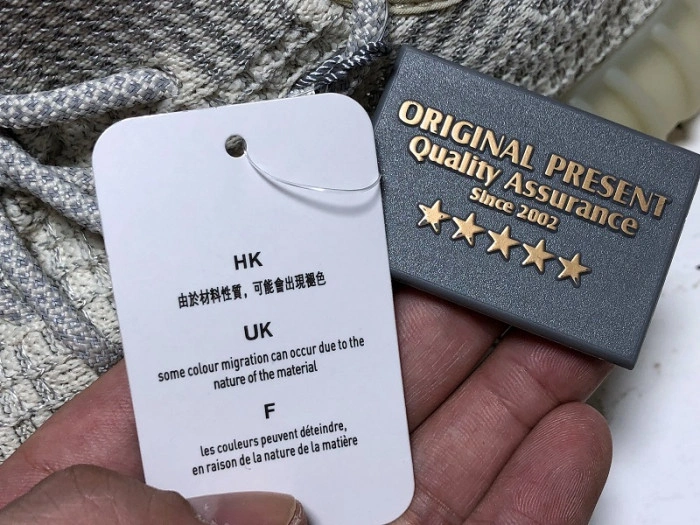 HK
由於材料性質，可能會出現褪色
UK
some colour migration can occur due to the
nature of the material
F
les couleurs peuvent déteindre,
en raison de la nature de la matière
ORIGINAL PRESENT
Quality Assurance
Since 2002